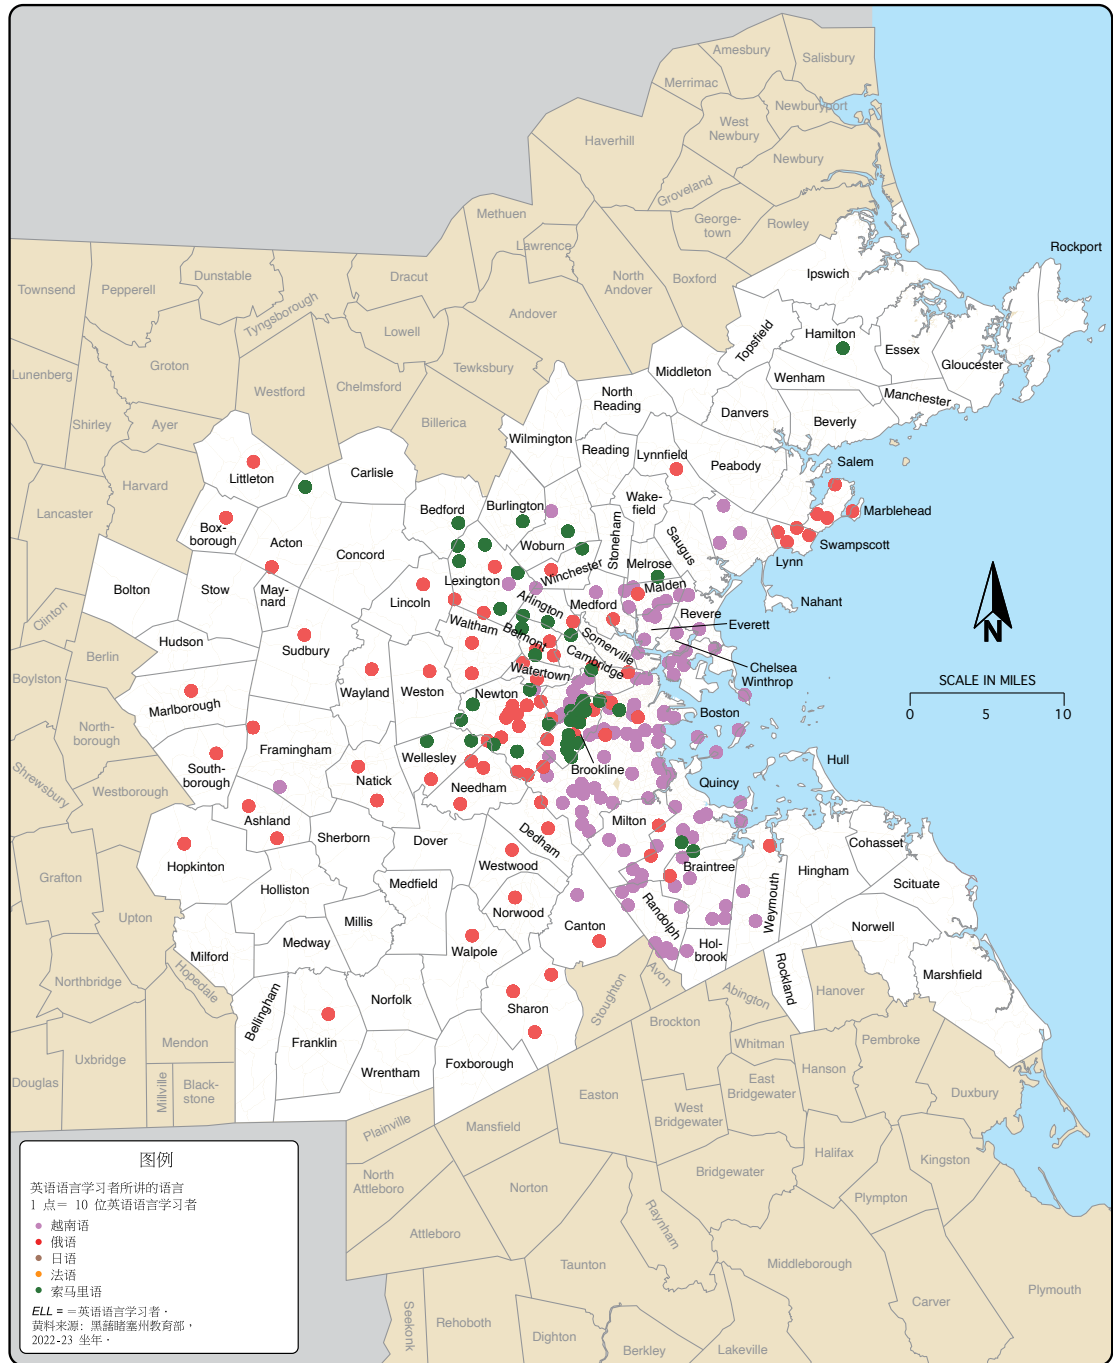 Amesbury
Salisbury
Merrimac
Newburyport
West
Newbury
Haverhill
Newbury
Groveland
Methuen
George-
town
Rowley
Lawrence
Rockport
Dunstable
Dracut
North
Andover
Boxford
Ipswich
Townsend
Pepperell
Tyngsborough
Andover
Lowell
Topsfield
Hamilton
Essex
Gloucester
Groton
Tewksbury
Middleton
Lunenberg
Westford
Chelmsford
Wenham
North
Reading
Manchester
Shirley
Ayer
Billerica
Danvers
Beverly
Wilmington
Reading
Lynnfield
Peabody
Salem
Littleton
Carlisle
Harvard
Wake-
field
Lancaster
Bedford
Burlington
Marblehead
Box-
borough
Acton
Woburn
Stoneham
Saugus
Swampscott
Concord
Lynn
Melrose
Winchester
Lexington
Bolton
Stow
May-
nard
Lincoln
Arlington
Medford
Malden
Nahant
Clinton
Revere
Everett
Waltham
Belmont
Somerville
Hudson
Sudbury
Cambridge
Berlin
Chelsea
Winthrop
Boylston
Watertown
SCALE IN MILES
0
5
10
Wayland
Weston
Newton
Marlborough
Boston
North-
borough
Framingham
Wellesley
Hull
South-
borough
Brookline
Shrewsbury
Westborough
Natick
Needham
Quincy
Ashland
Milton
Sherborn
Dover
Dedham
Cohasset
Hopkinton
Westwood
Braintree
Hingham
Grafton
Holliston
Medfield
Scituate
Weymouth
Norwood
Randolph
Upton
Millis
Canton
Norwell
Medway
Walpole
Hol-
brook
Milford
Northbridge
Hopedale
Avon
Rockland
Marshfield
Bellingham
Norfolk
Sharon
Stoughton
Abington
Hanover
Brockton
Mendon
Franklin
Whitman
Pembroke
Uxbridge
Foxborough
Wrentham
Hanson
Douglas
Millville
Black-
stone
Easton
East
Bridgewater
Duxbury
West
Bridgewater
Plainville
Mansfield
Halifax
Kingston
North
Attleboro
Norton
Bridgewater
Plympton
Raynham
Attleboro
Taunton
Middleborough
Plymouth
Carver
Seekonk
Rehoboth
Dighton
Berkley
Lakeville
N
图例
英语语言学习者所讲的语言
1 点＝ 10 位英语语言学习者
越南语
俄语
日语
法语
索马里语
ELL = ＝英语语言学习者．
黄料来源: 黑藷睹塞州教育部，
2022-23 坐年．